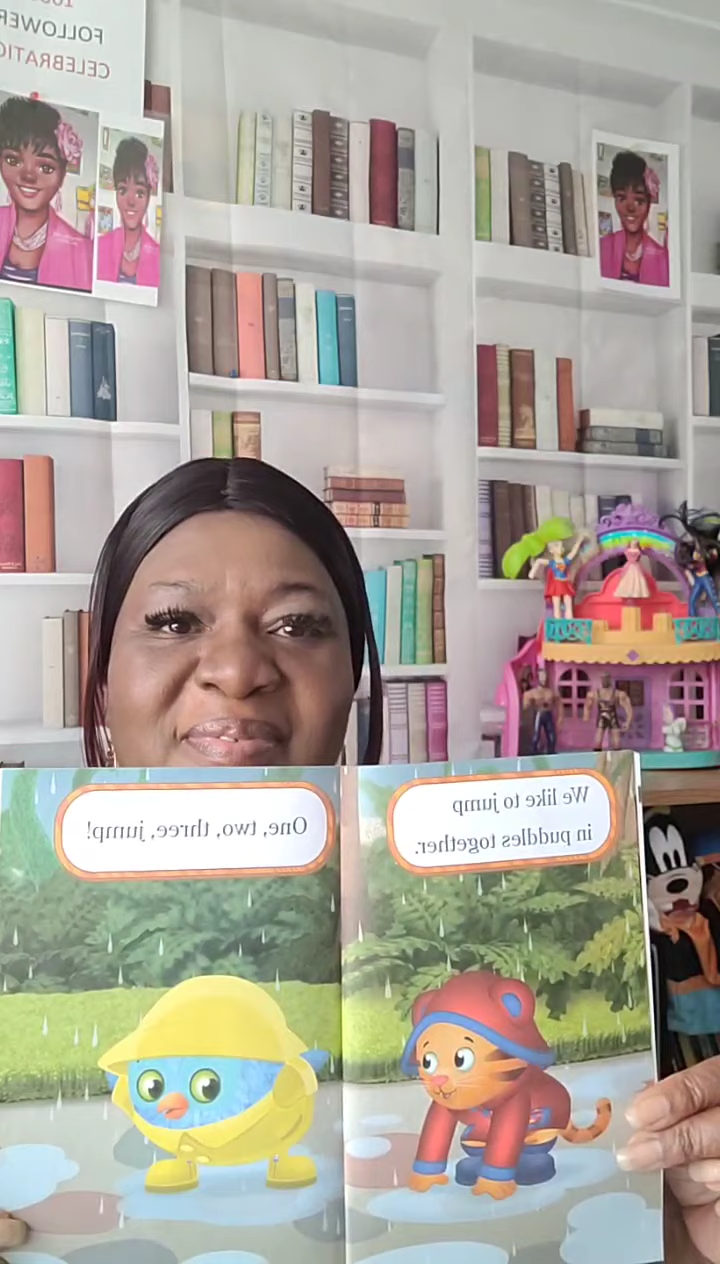 FOLLOWER
CELEBRATIO
We like to jump
in puddles together.
One, two, three, jump!